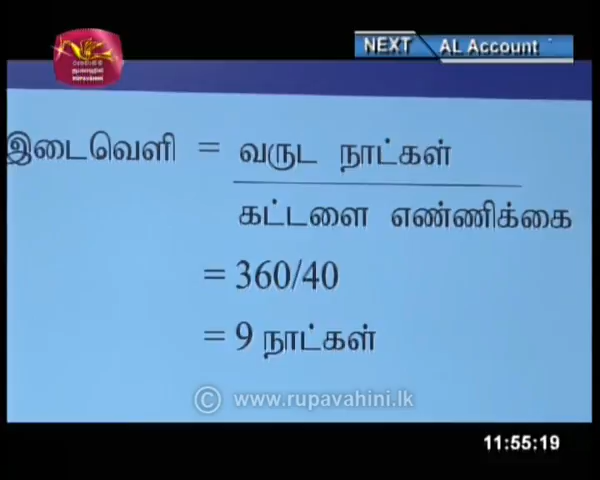 NEXT AL Account
RUPAVAHINI
இடைவெளி = வருட நாட்கள்
கட்டளை எண்ணிக்கை
= 360/40
= 9 நாட்கள்
© www.rupavahini.lk
11:55:19